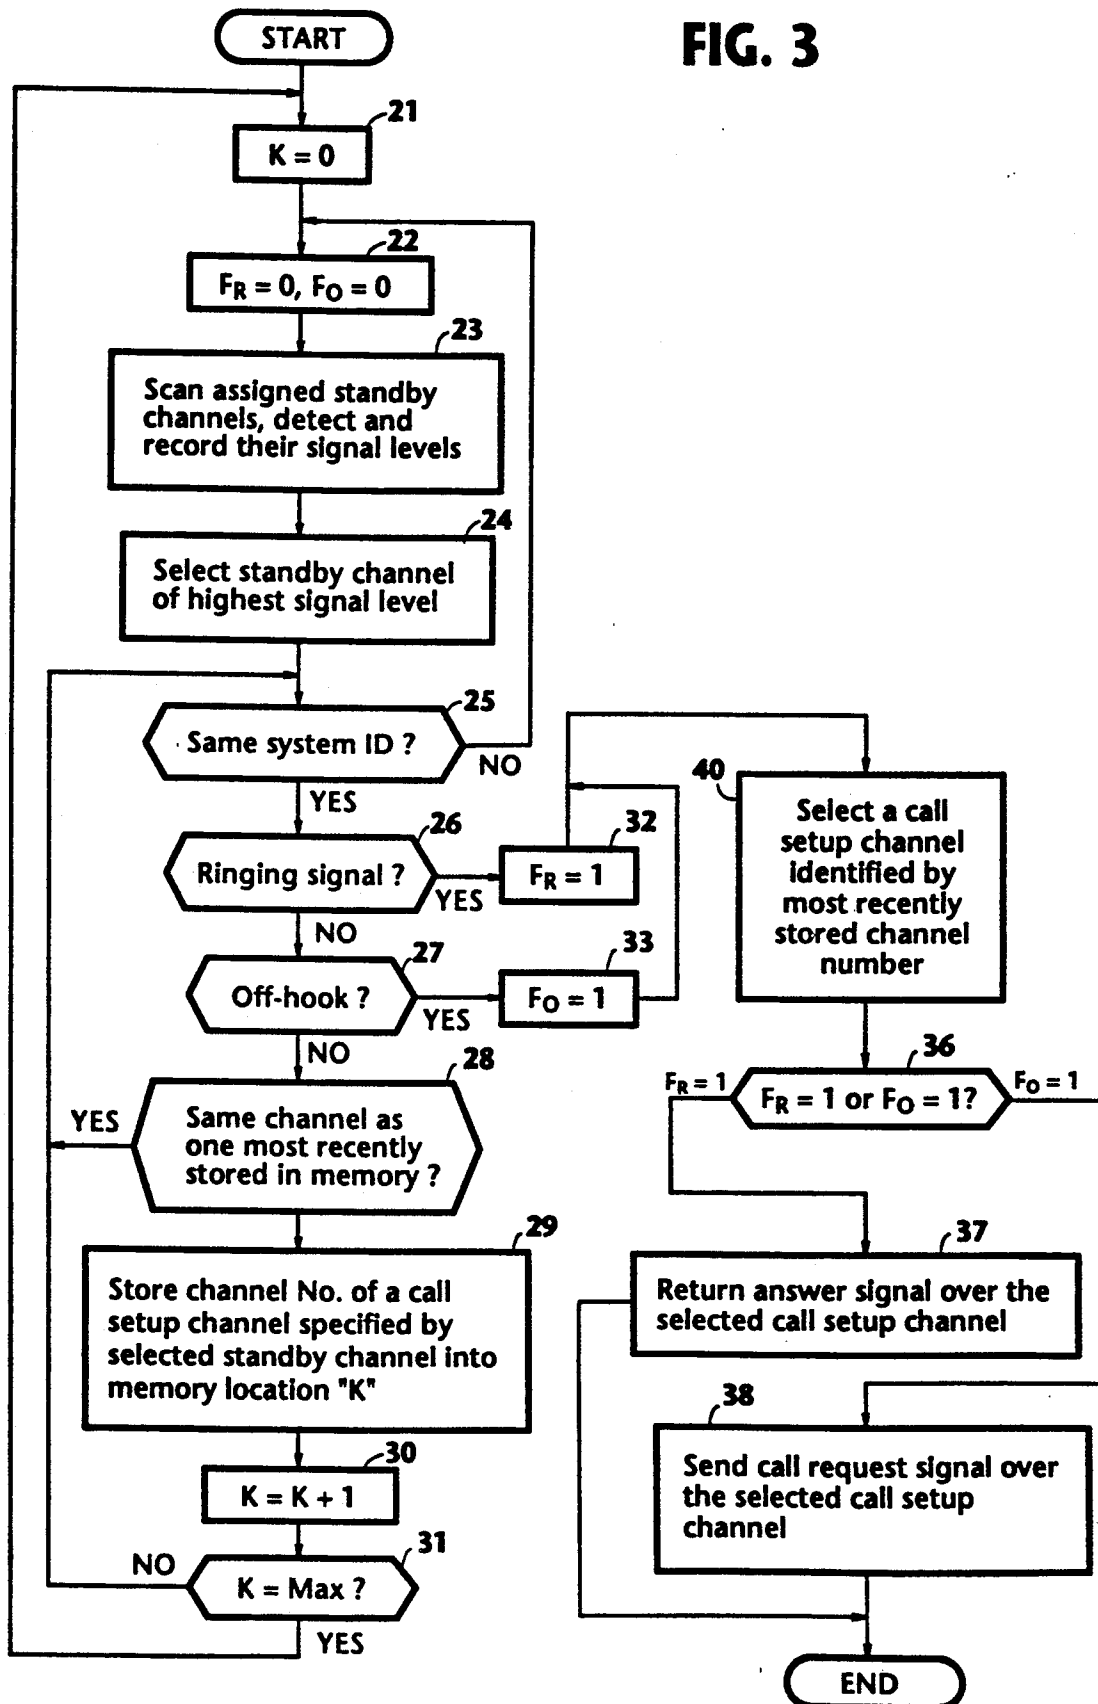 START
FIG. 3
21
K = 0
22
FR = 0, FO = 0
23
Scan assigned standby
channels, detect and
record their signal levels
24
Select standby channel
of highest signal level
25
Same system ID ?
NO
YES
26
Ringing signal ?
YES
NO
32
FR = 1
27
Off-hook ?
YES
NO
33
FO = 1
28
Same channel as
one most recently
stored in memory ?
YES
29
Store channel No. of a call
setup channel specified by
selected standby channel into
memory location "K"
30
K = K + 1
31
K = Max ?
NO
YES
40
Select a call
setup channel
identified by
most recently
stored channel
number
36
FR = 1
FR = 1 or FO = 1?
FO = 1
37
Return answer signal over the
selected call setup channel
38
Send call request signal over
the selected call setup
channel
END